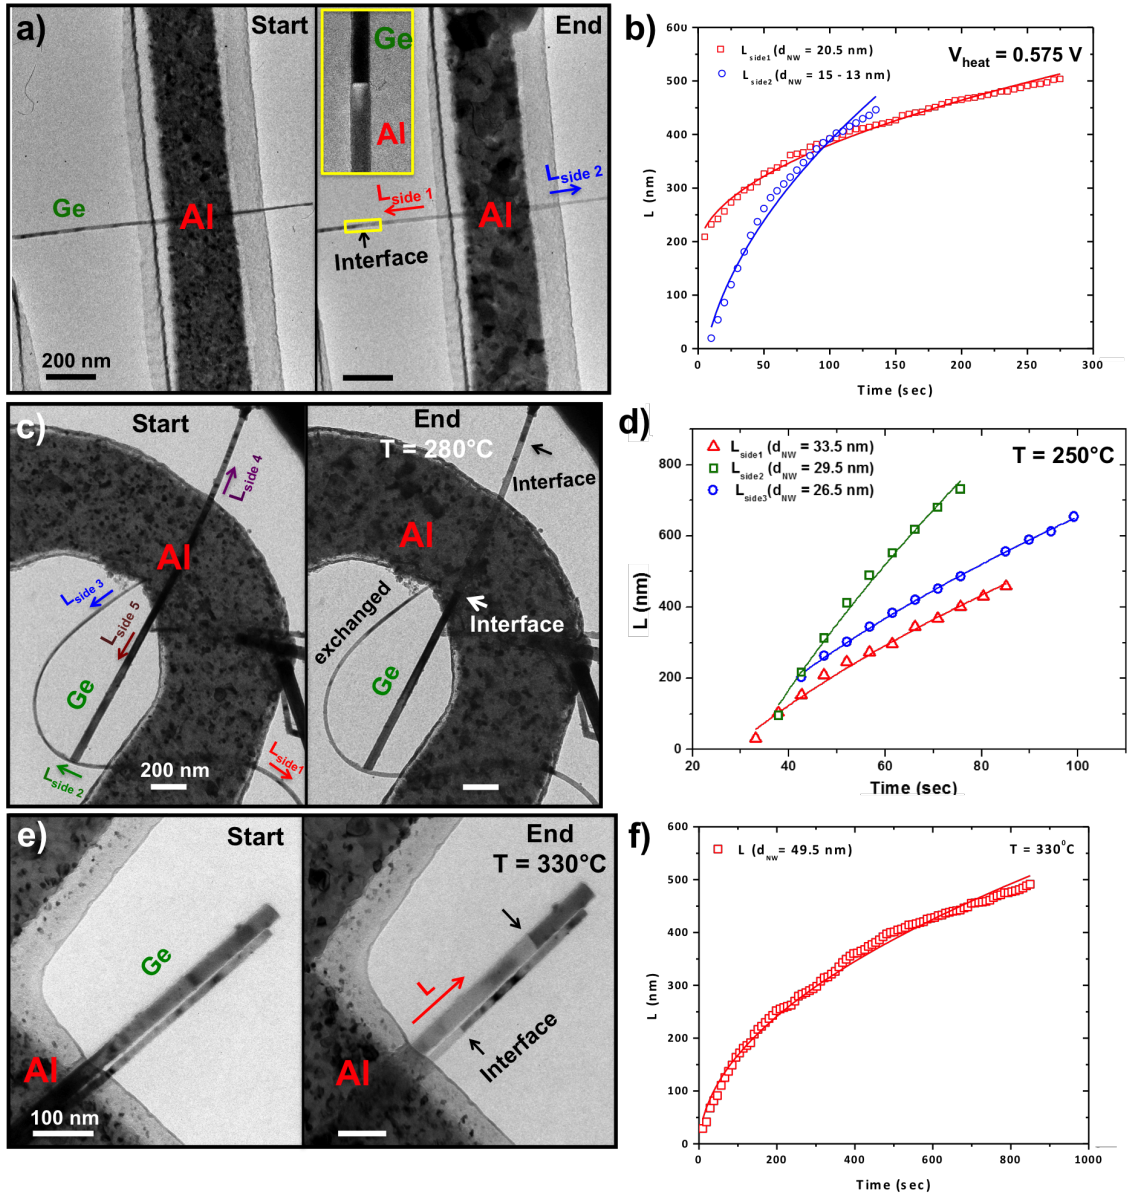 a)
Start
Ge
Al
200 nm
Ge
Al
End
L side 1
L side 2
Al
Interface
b)
L side1 (d NW = 20.5 nm)
L side2 (d NW = 15 - 13 nm)
V heat = 0.575 V
600
500
400
300
200
100
0
L (nm)
0 50 100 150 200 250 300
Time (sec)
c)
Start
L side 4
Al
L side 3
L side 5
Ge
L side 2
200 nm
L side1
End
T = 280°C
Interface
Al
exchanged
Interface
Ge
d)
L side1 (d NW = 33.5 nm)
L side2 (d NW = 29.5 nm)
L side3 (d NW = 26.5 nm)
T = 250°C
800
600
400
200
0
L (nm)
20 40 60 80 100
Time (sec)
e)
Start
Ge
Al
100 nm
End
T = 330°C
L
Interface
Al
f)
L (d NW = 49.5 nm)
T = 330°C
600
500
400
300
200
100
0
L (nm)
0 200 400 600 800 1000
Time (sec)